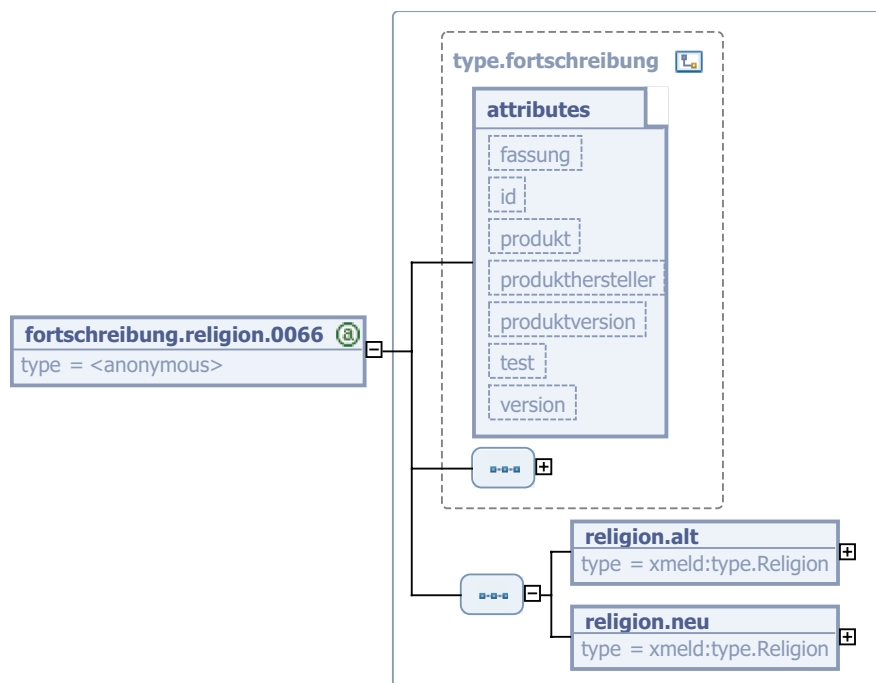 type.fortschreibung
attributes
fassung
id
produkt
produkthersteller
produktversion
test
version
fortschreibung.religion.0066
type = <anonymous>
religion.alt
type = xmeld:type.Religion
religion.neu
type = xmeld:type.Religion